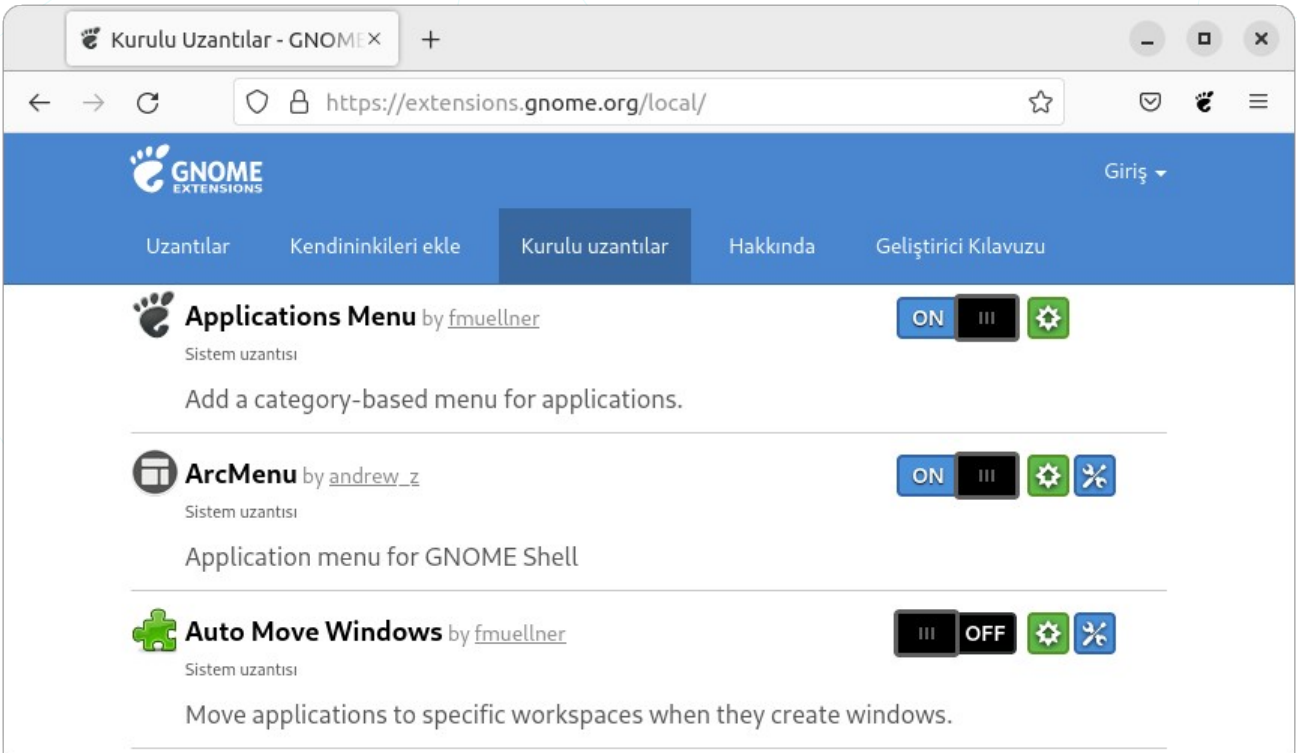 Kurulu Uzantılar - GNOME
https://extensions.gnome.org/local/
GNOME
EXTENSIONS
Giriş
Uzantılar Kendininkileri ekle Kurulu uzantılar Hakkında Geliştirici Kılavuzu
Applications Menu by fmuellner ON
Sistem uzantısı
Add a category-based menu for applications.
ArcMenu by andrew_z ON
Sistem uzantısı
Application menu for GNOME Shell
Auto Move Windows by fmuellner OFF
Sistem uzantısı
Move applications to specific workspaces when they create windows.